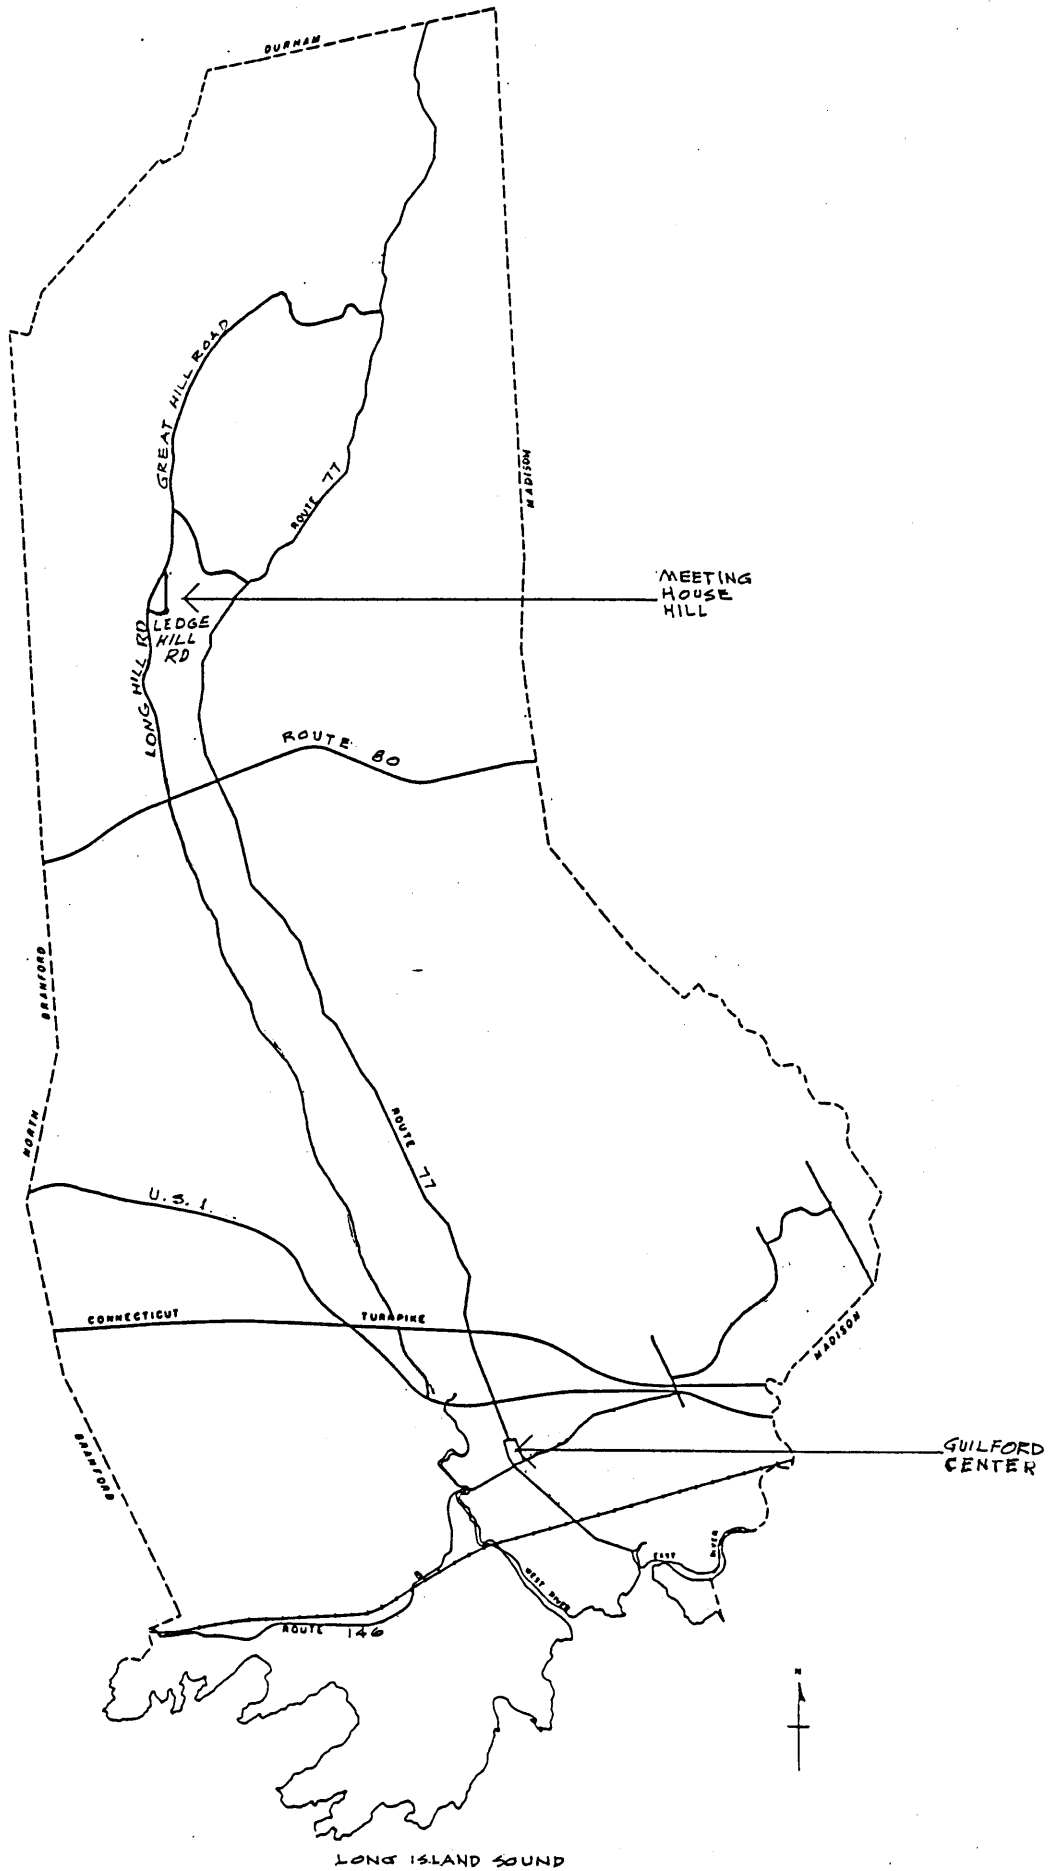 DURHAM
GREAT HILL ROAD
ROUTE 77
MADISON
MEETING
HOUSE
HILL
LEDGE
HILL
RD
LONG HILL RD
ROUTE 80
NORTH BRANFORD
ROUTE 77
U.S. 1
CONNECTICUT TURNPIKE
MADISON
BRANFORD
GUILFORD
CENTER
EAST RIVER
WEST RIVER
ROUTE 146
N
LONG ISLAND SOUND